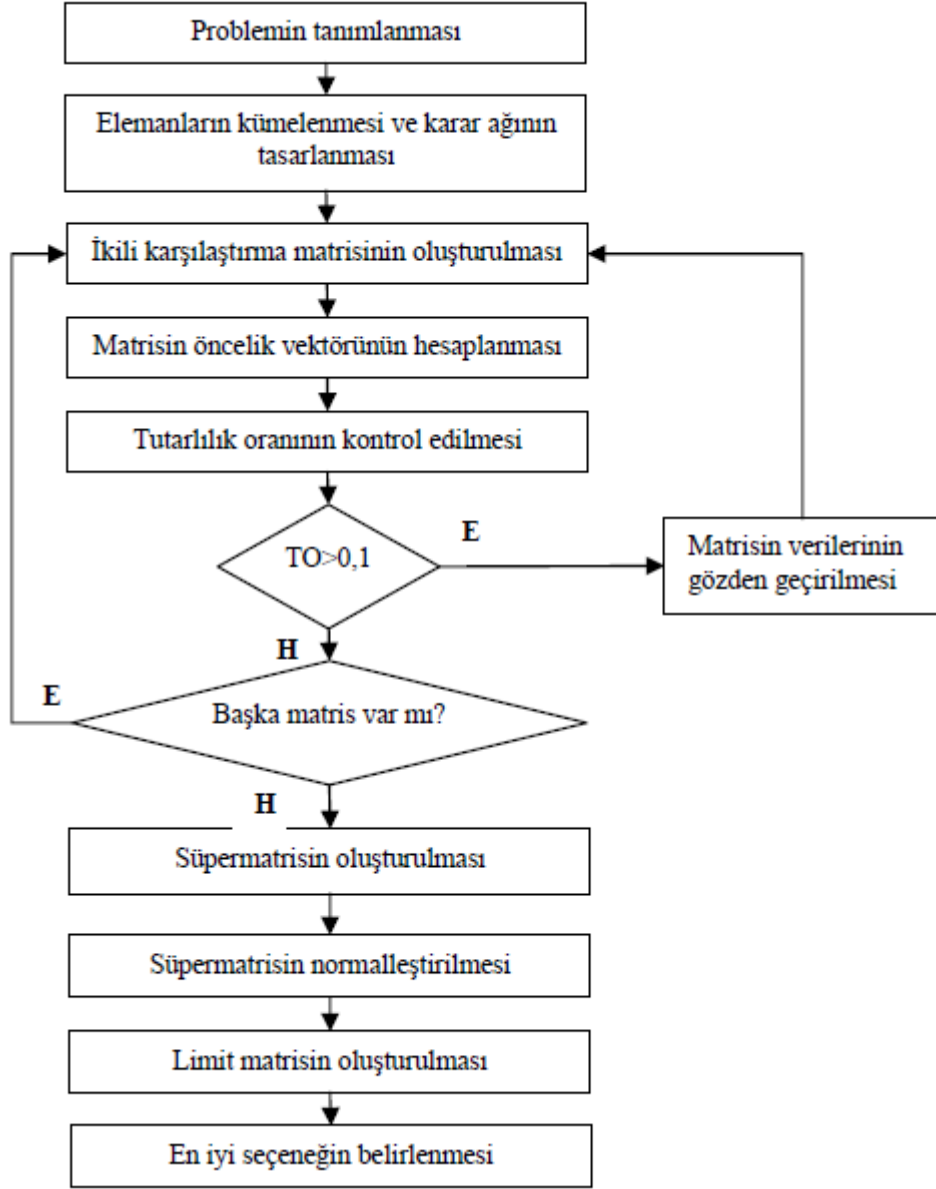 Problemin tanımlanması
Elemanların kümelenmesi ve karar ağının
tasarlanması
İkili karşılaştırma matrisinin oluşturulması
Matrisin öncelik vektörünün hesaplanması
Tutarlılık oranının kontrol edilmesi
TO>0,1
E
Matrisin verilerinin
gözden geçirilmesi
H
E
Başka matris var mı?
H
Süpermatrisin oluşturulması
Süpermatrisin normalleştirilmesi
Limit matrisin oluşturulması
En iyi seçeneğin belirlenmesi